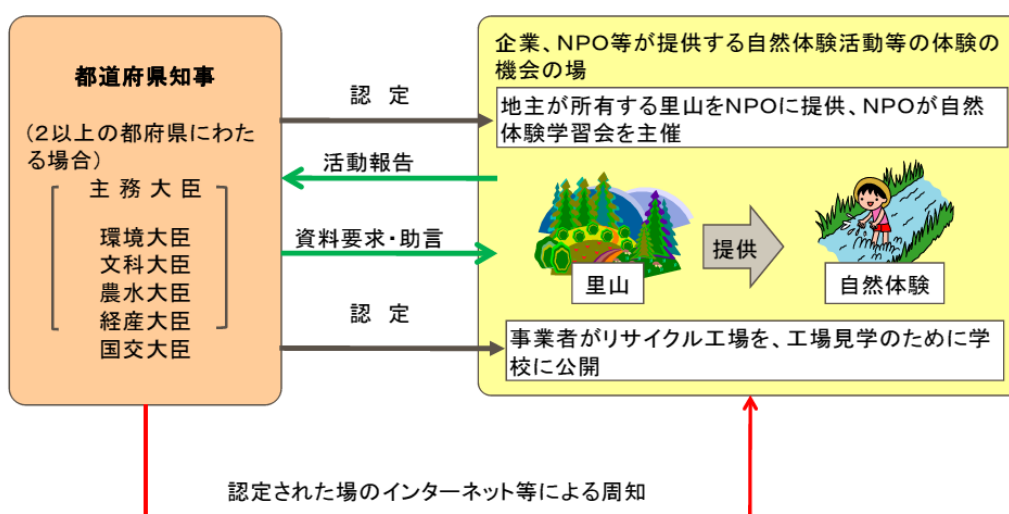 都道府県知事
(2以上の都府県にわた
る場合)
主 務 大 臣
環境大臣
文科大臣
農水大臣
経産大臣
国交大臣
認 定
活動報告
資料要求・助言
認 定
企業、NPO等が提供する自然体験活動等の体験の
機会の場
地主が所有する里山をNPOに提供、NPOが自然
体験学習会を主催
里山
提供
自然体験
事業者がリサイクル工場を、工場見学のために学
校に公開
認定された場のインターネット等による周知